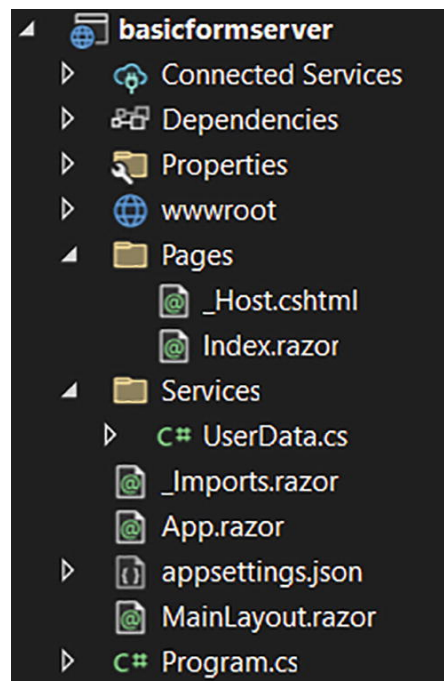 basicformserver
Connected Services
Dependencies
Properties
wwwroot
Pages
_Host.cshtml
Index.razor
Services
C# UserData.cs
_Imports.razor
App.razor
appsettings.json
MainLayout.razor
C# Program.cs